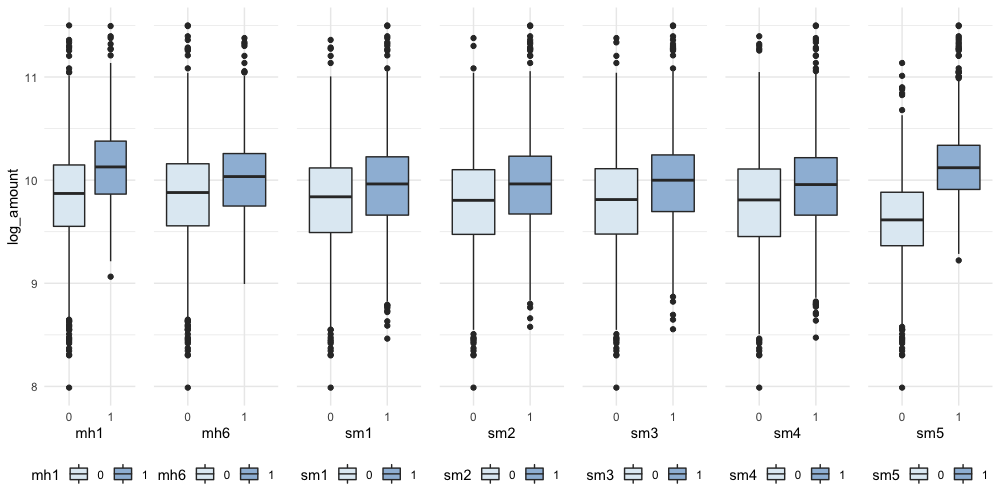 log_amount
11
10
9
8
0 1 0 1 0 1 0 1 0 1 0 1 0 1
mh1 mh6 sm1 sm2 sm3 sm4 sm5
mh1 0 1 mh6 0 1 sm1 0 1 sm2 0 1 sm3 0 1 sm4 0 1 sm5 0 1